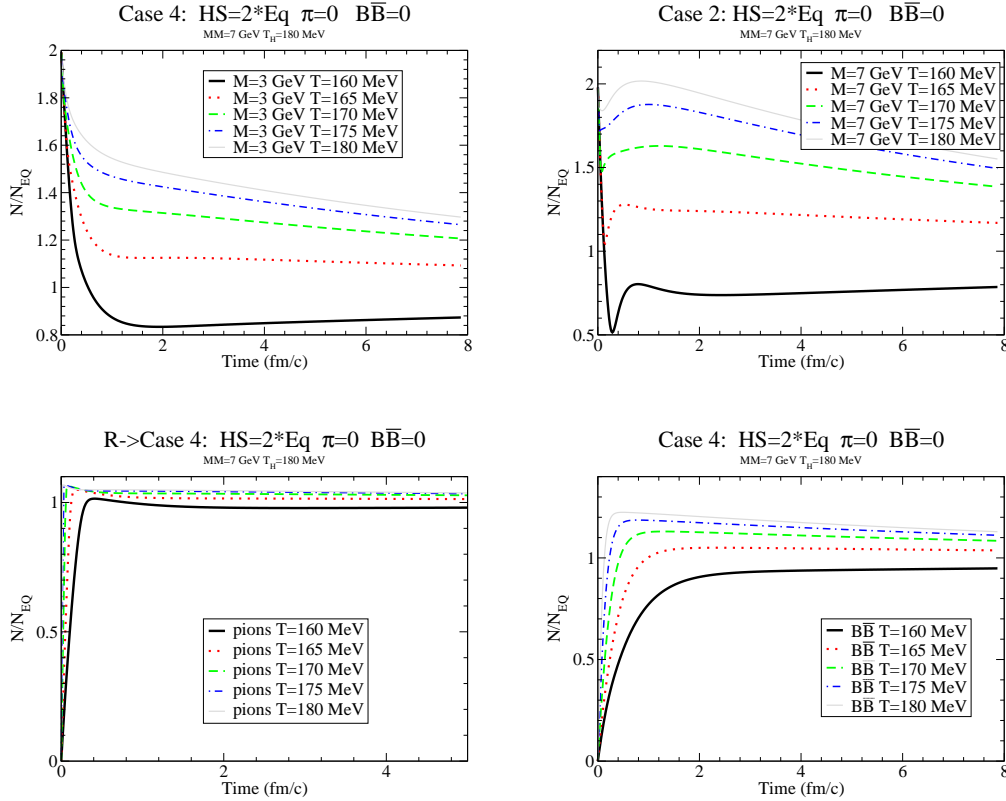 Case 4:  HS=2*Eq  π=0  BB̅=0
MM=7 GeV T_H=180 MeV
2
1.8
1.6
1.4
1.2
1
0.8
N/N_EQ
M=3 GeV T=160 MeV
M=3 GeV T=165 MeV
M=3 GeV T=170 MeV
M=3 GeV T=175 MeV
M=3 GeV T=180 MeV
0 2 4 6 8
Time (fm/c)
Case 2: HS=2*Eq  π=0  BB̅=0
MM=7 GeV T_H=180 MeV
2
1.5
1
0.5
N/N_EQ
M=7 GeV T=160 MeV
M=7 GeV T=165 MeV
M=7 GeV T=170 MeV
M=7 GeV T=175 MeV
M=7 GeV T=180 MeV
0 2 4 6 8
Time (fm/c)
R->Case 4:  HS=2*Eq  π=0  BB̅=0
MM=7 GeV T_H=180 MeV
1
0.5
0
N/N_EQ
pions T=160 MeV
pions T=165 MeV
pions T=170 MeV
pions T=175 MeV
pions T=180 MeV
0 2 4
Time (fm/c)
Case 4:  HS=2*Eq  π=0  BB̅=0
MM=7 GeV T_H=180 MeV
1
0.5
0
N/N_EQ
BB̅ T=160 MeV
BB̅ T=165 MeV
BB̅ T=170 MeV
BB̅ T=175 MeV
BB̅ T=180 MeV
0 2 4 6 8
Time (fm/c)